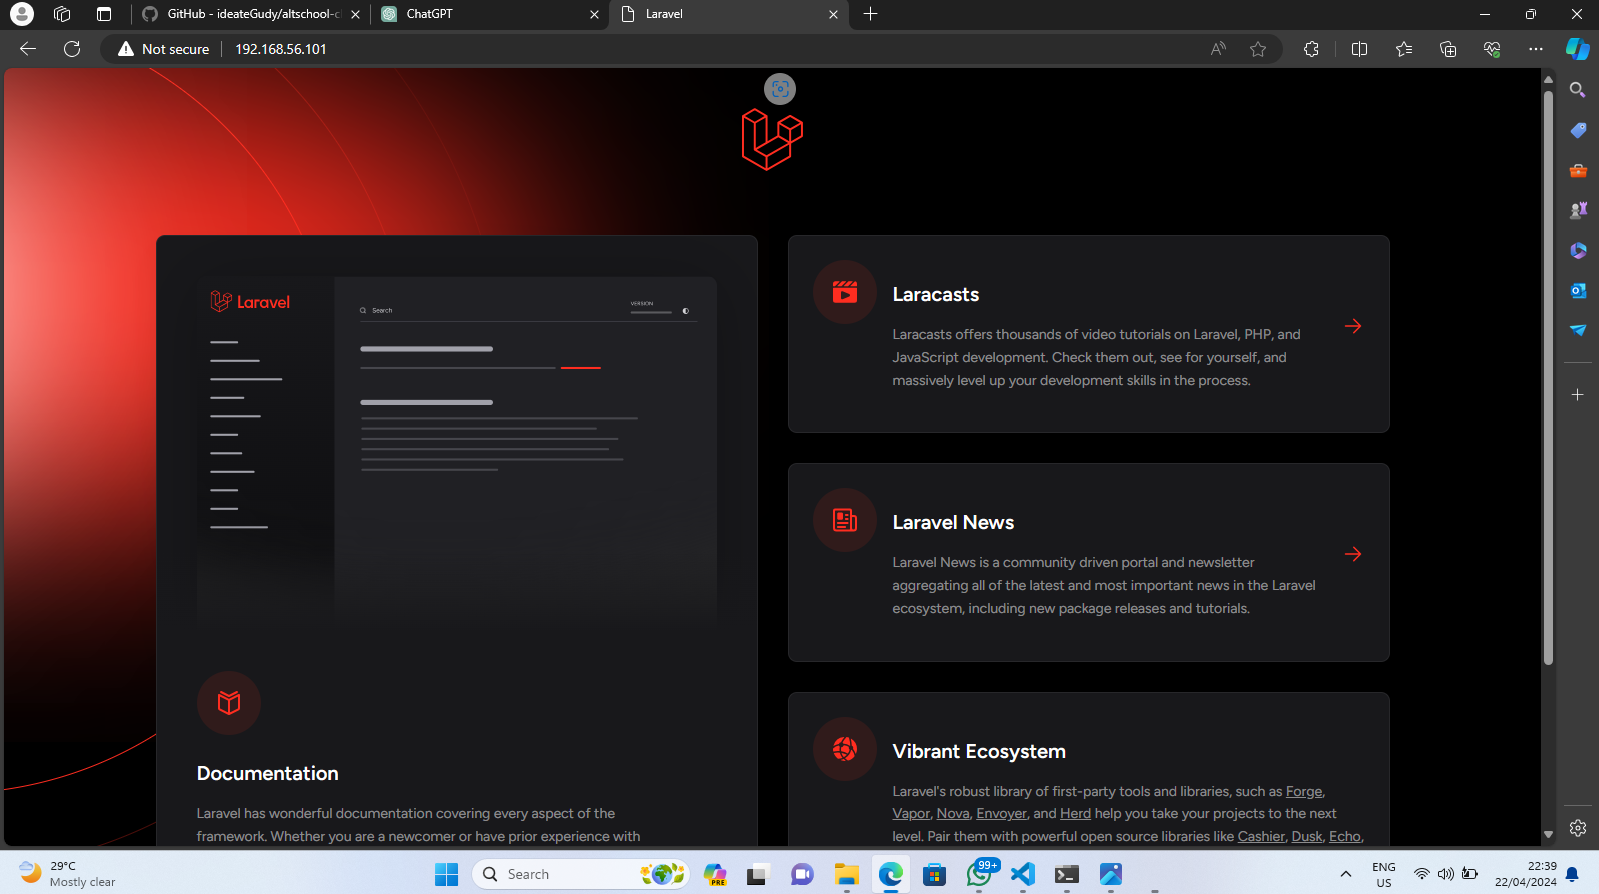 GitHub - ideateGudy/altschool-cl
ChatGPT
Laravel
Not secure
192.168.56.101
Laravel
Search
VERSION
Documentation
Laravel has wonderful documentation covering every aspect of the
framework. Whether you are a newcomer or have prior experience with
Laracasts
Laracasts offers thousands of video tutorials on Laravel, PHP, and
JavaScript development. Check them out, see for yourself, and
massively level up your development skills in the process.
Laravel News
Laravel News is a community driven portal and newsletter
aggregating all of the latest and most important news in the Laravel
ecosystem, including new package releases and tutorials.
Vibrant Ecosystem
Laravel's robust library of first-party tools and libraries, such as Forge,
Vapor, Nova, Envoyer, and Herd help you take your projects to the next
level. Pair them with powerful open source libraries like Cashier, Dusk, Echo,
29°C
Mostly clear
Search
PRE
99+
ENG
US
22:39
22/04/2024